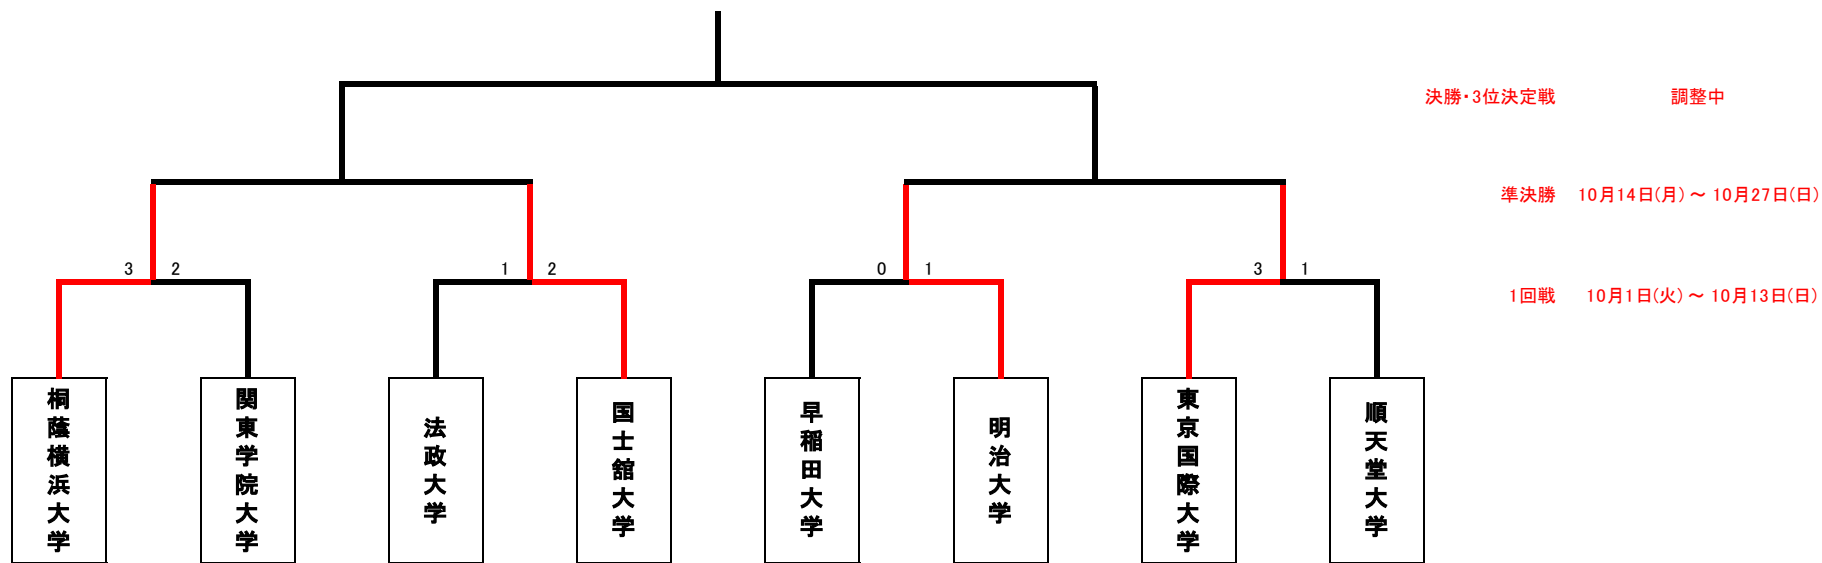 決勝・3位決定戦 調整中
準決勝 10月14日(月)～10月27日(日)
3 2 1 2 0 1 3 1
1回戦 10月1日(火)～10月13日(日)
桐蔭横浜大学
関東学院大学
法政大学
国士舘大学
早稲田大学
明治大学
東京国際大学
順天堂大学